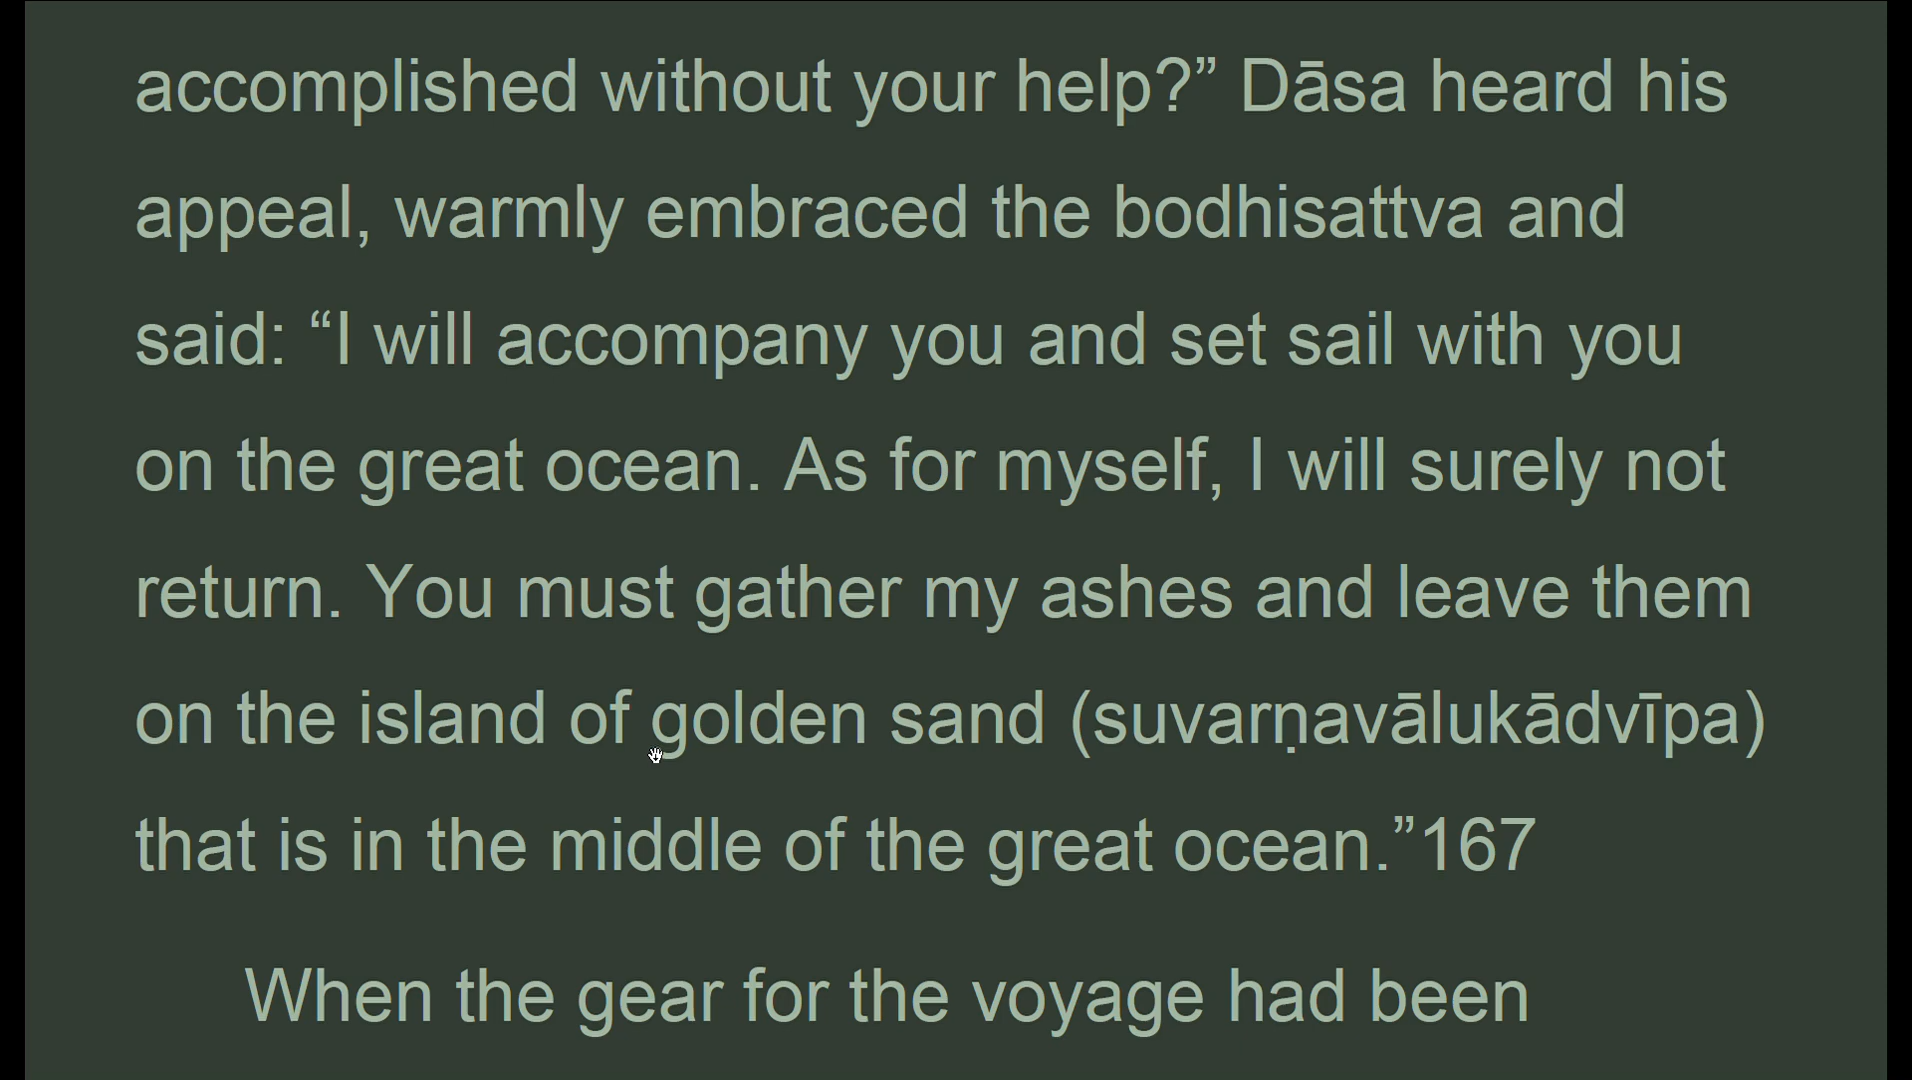 accomplished without your help?” Dāsa heard his
appeal, warmly embraced the bodhisattva and
said: “I will accompany you and set sail with you
on the great ocean. As for myself, I will surely not
return. You must gather my ashes and leave them
on the island of golden sand (suvarṇavālukādvīpa)
that is in the middle of the great ocean.”167
When the gear for the voyage had been